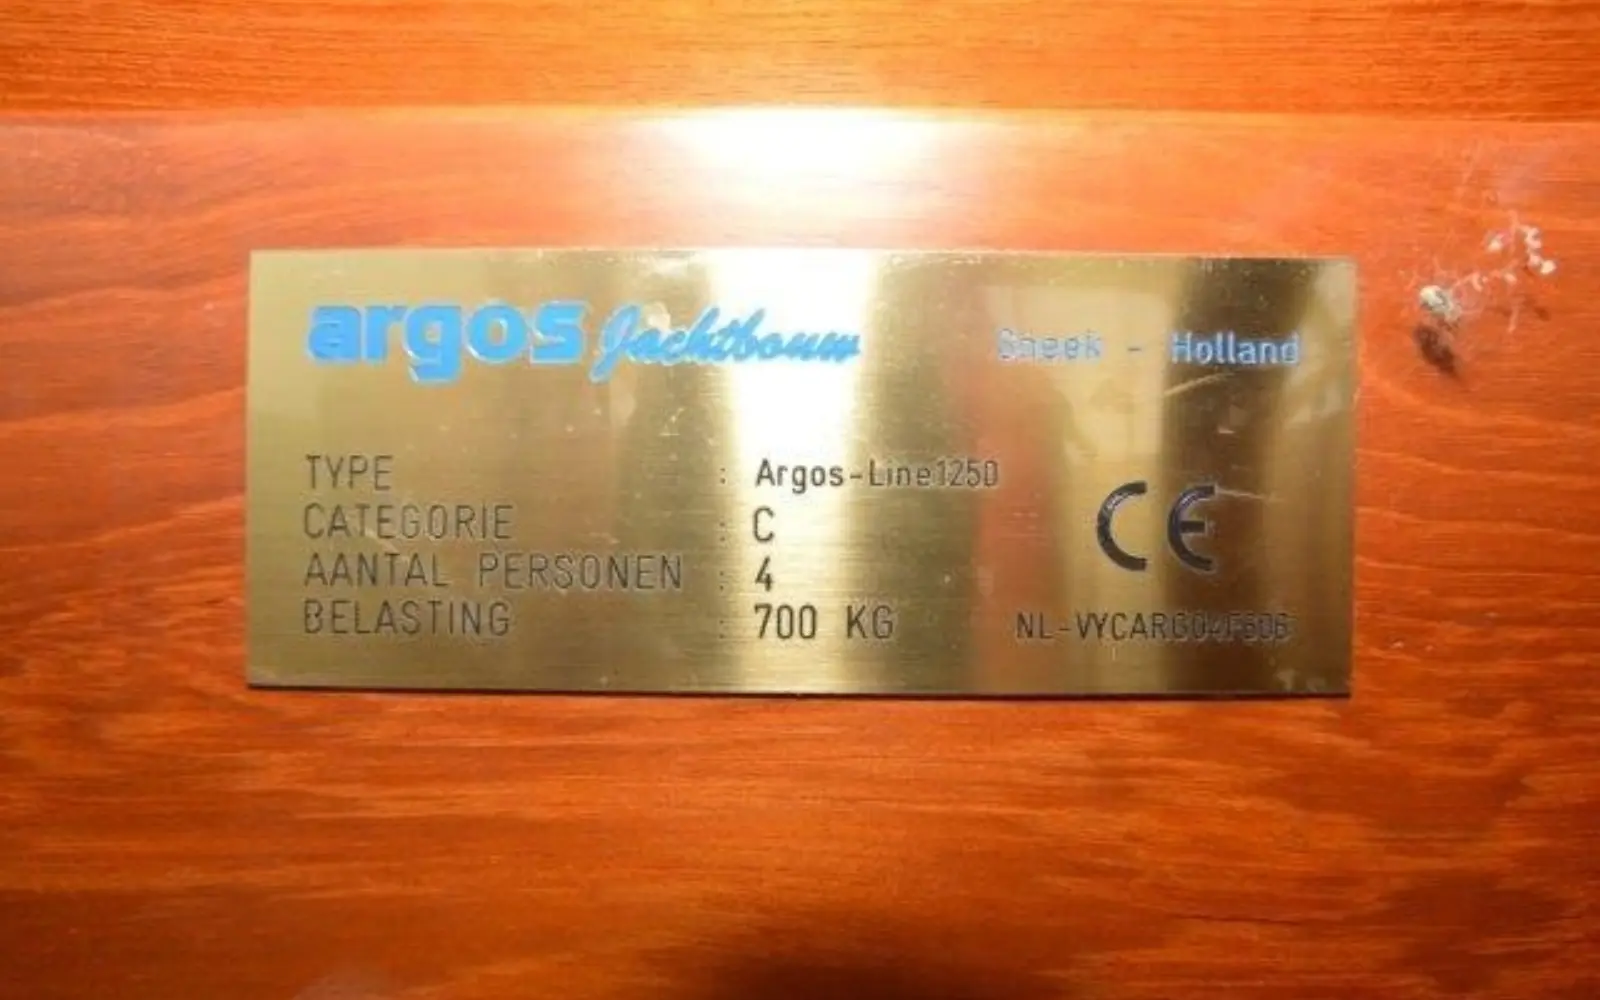 argos Jachtbouw Sneek - Holland
TYPE : Argos-Line1250
CATEGORIE : C
AANTAL PERSONEN : 4
BELASTING : 700 KG
CE